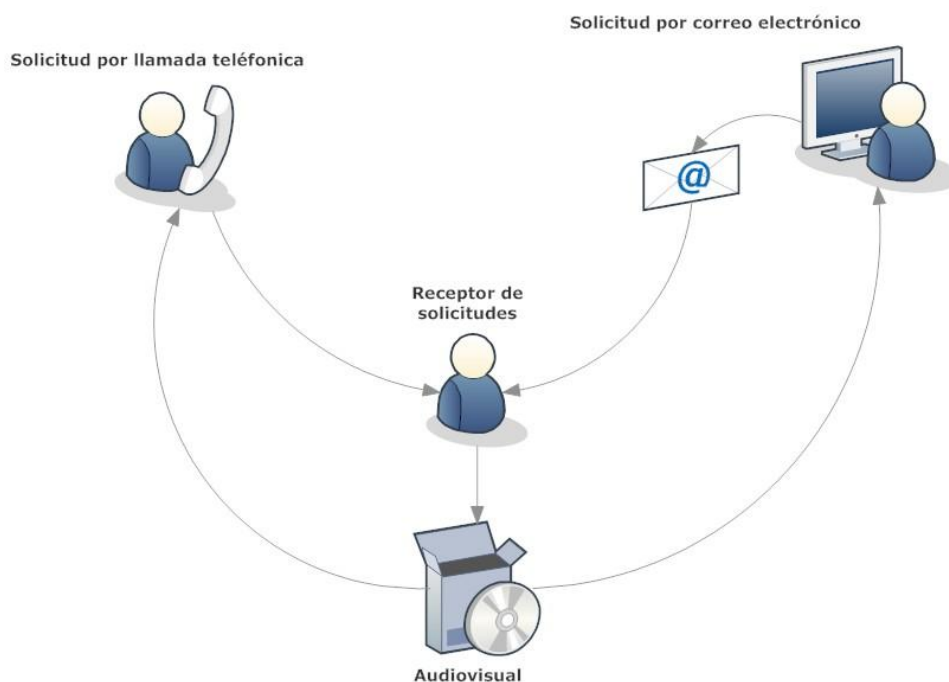 Solicitud por correo electrónico
Solicitud por llamada teléfonica
@
Receptor de
solicitudes
Audiovisual